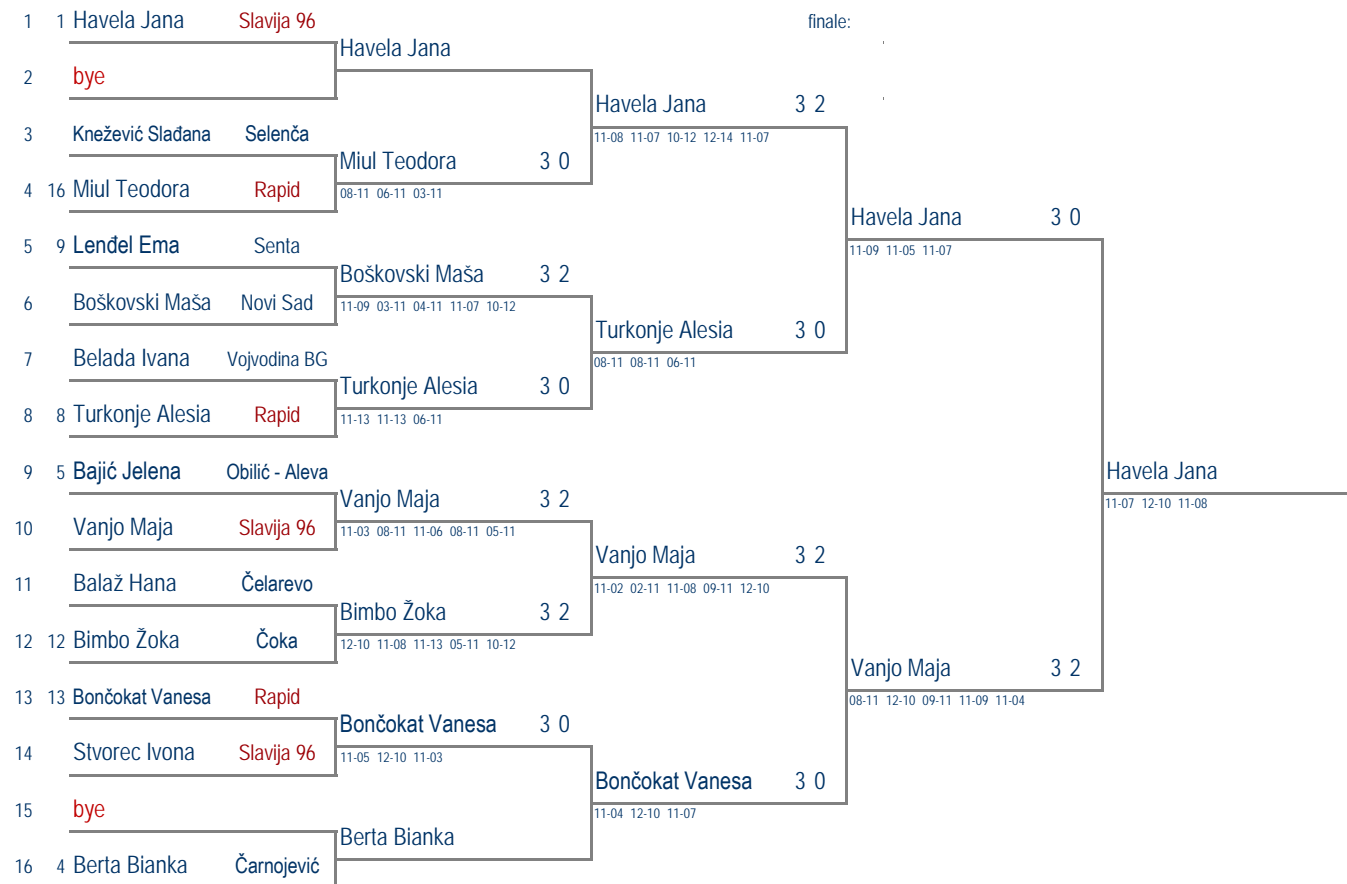 1 1 Havela Jana Slavija 96 finale:
Havela Jana
2 bye
Havela Jana 3 2
3 Knežević Slađana Selenča
11-08 11-07 10-12 12-14 11-07
Miul Teodora 3 0
4 16 Miul Teodora Rapid
08-11 06-11 03-11
Havela Jana 3 0
5 9 Lenđel Ema Senta
11-09 11-05 11-07
Boškovski Maša 3 2
6 Boškovski Maša Novi Sad
11-09 03-11 04-11 11-07 10-12
Turkonje Alesia 3 0
7 Belada Ivana Vojvodina BG
08-11 08-11 06-11
Turkonje Alesia 3 0
8 8 Turkonje Alesia Rapid
11-13 11-13 06-11
9 5 Bajić Jelena Obilić - Aleva
Havela Jana
Vanjo Maja 3 2
11-07 12-10 11-08
10 Vanjo Maja Slavija 96
11-03 08-11 11-06 08-11 05-11
Vanjo Maja 3 2
11 Balaž Hana Čelarevo
11-02 02-11 11-08 09-11 12-10
Bimbo Žoka 3 2
12 12 Bimbo Žoka Čoka
12-10 11-08 11-13 05-11 10-12
Vanjo Maja 3 2
13 13 Bončokat Vanesa Rapid
08-11 12-10 09-11 11-09 11-04
Bončokat Vanesa 3 0
14 Stvorec Ivona Slavija 96
11-05 12-10 11-03
Bončokat Vanesa 3 0
15 bye
11-04 12-10 11-07
Berta Bianka
16 4 Berta Bianka Čarnojević